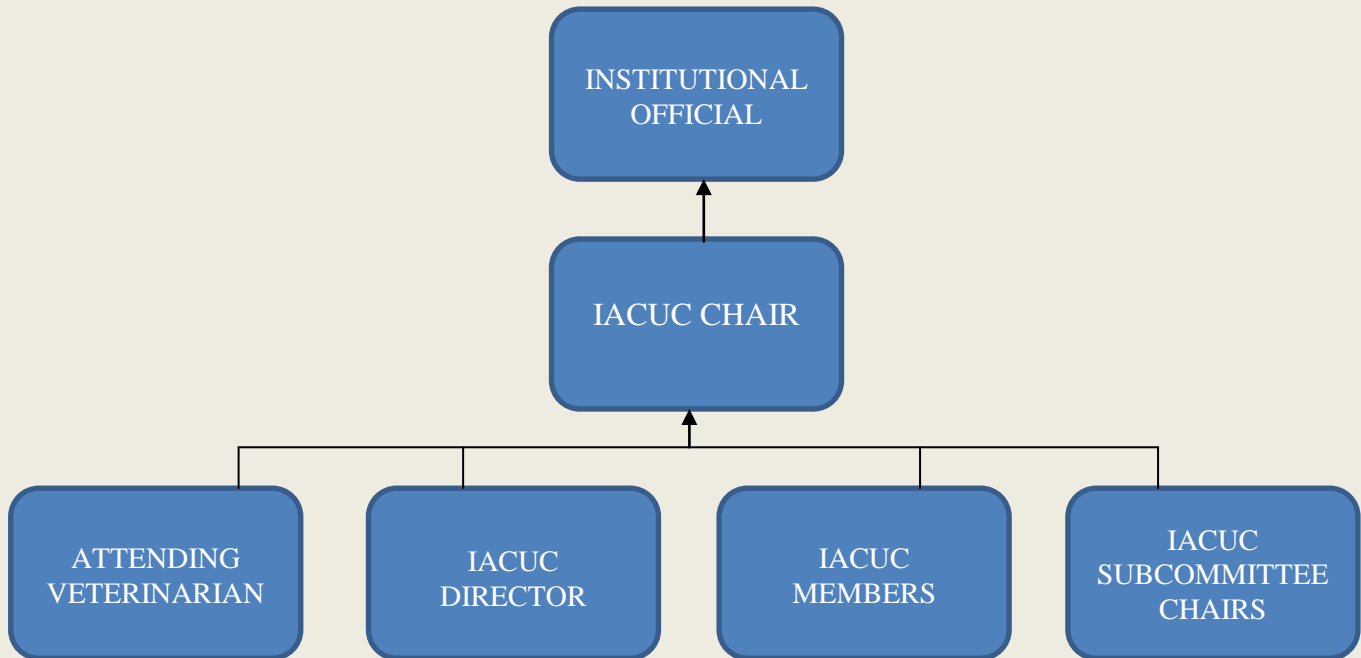 INSTITUTIONAL
OFFICIAL
IACUC CHAIR
ATTENDING
VETERINARIAN
IACUC
DIRECTOR
IACUC
MEMBERS
IACUC
SUBCOMMITTEE
CHAIRS